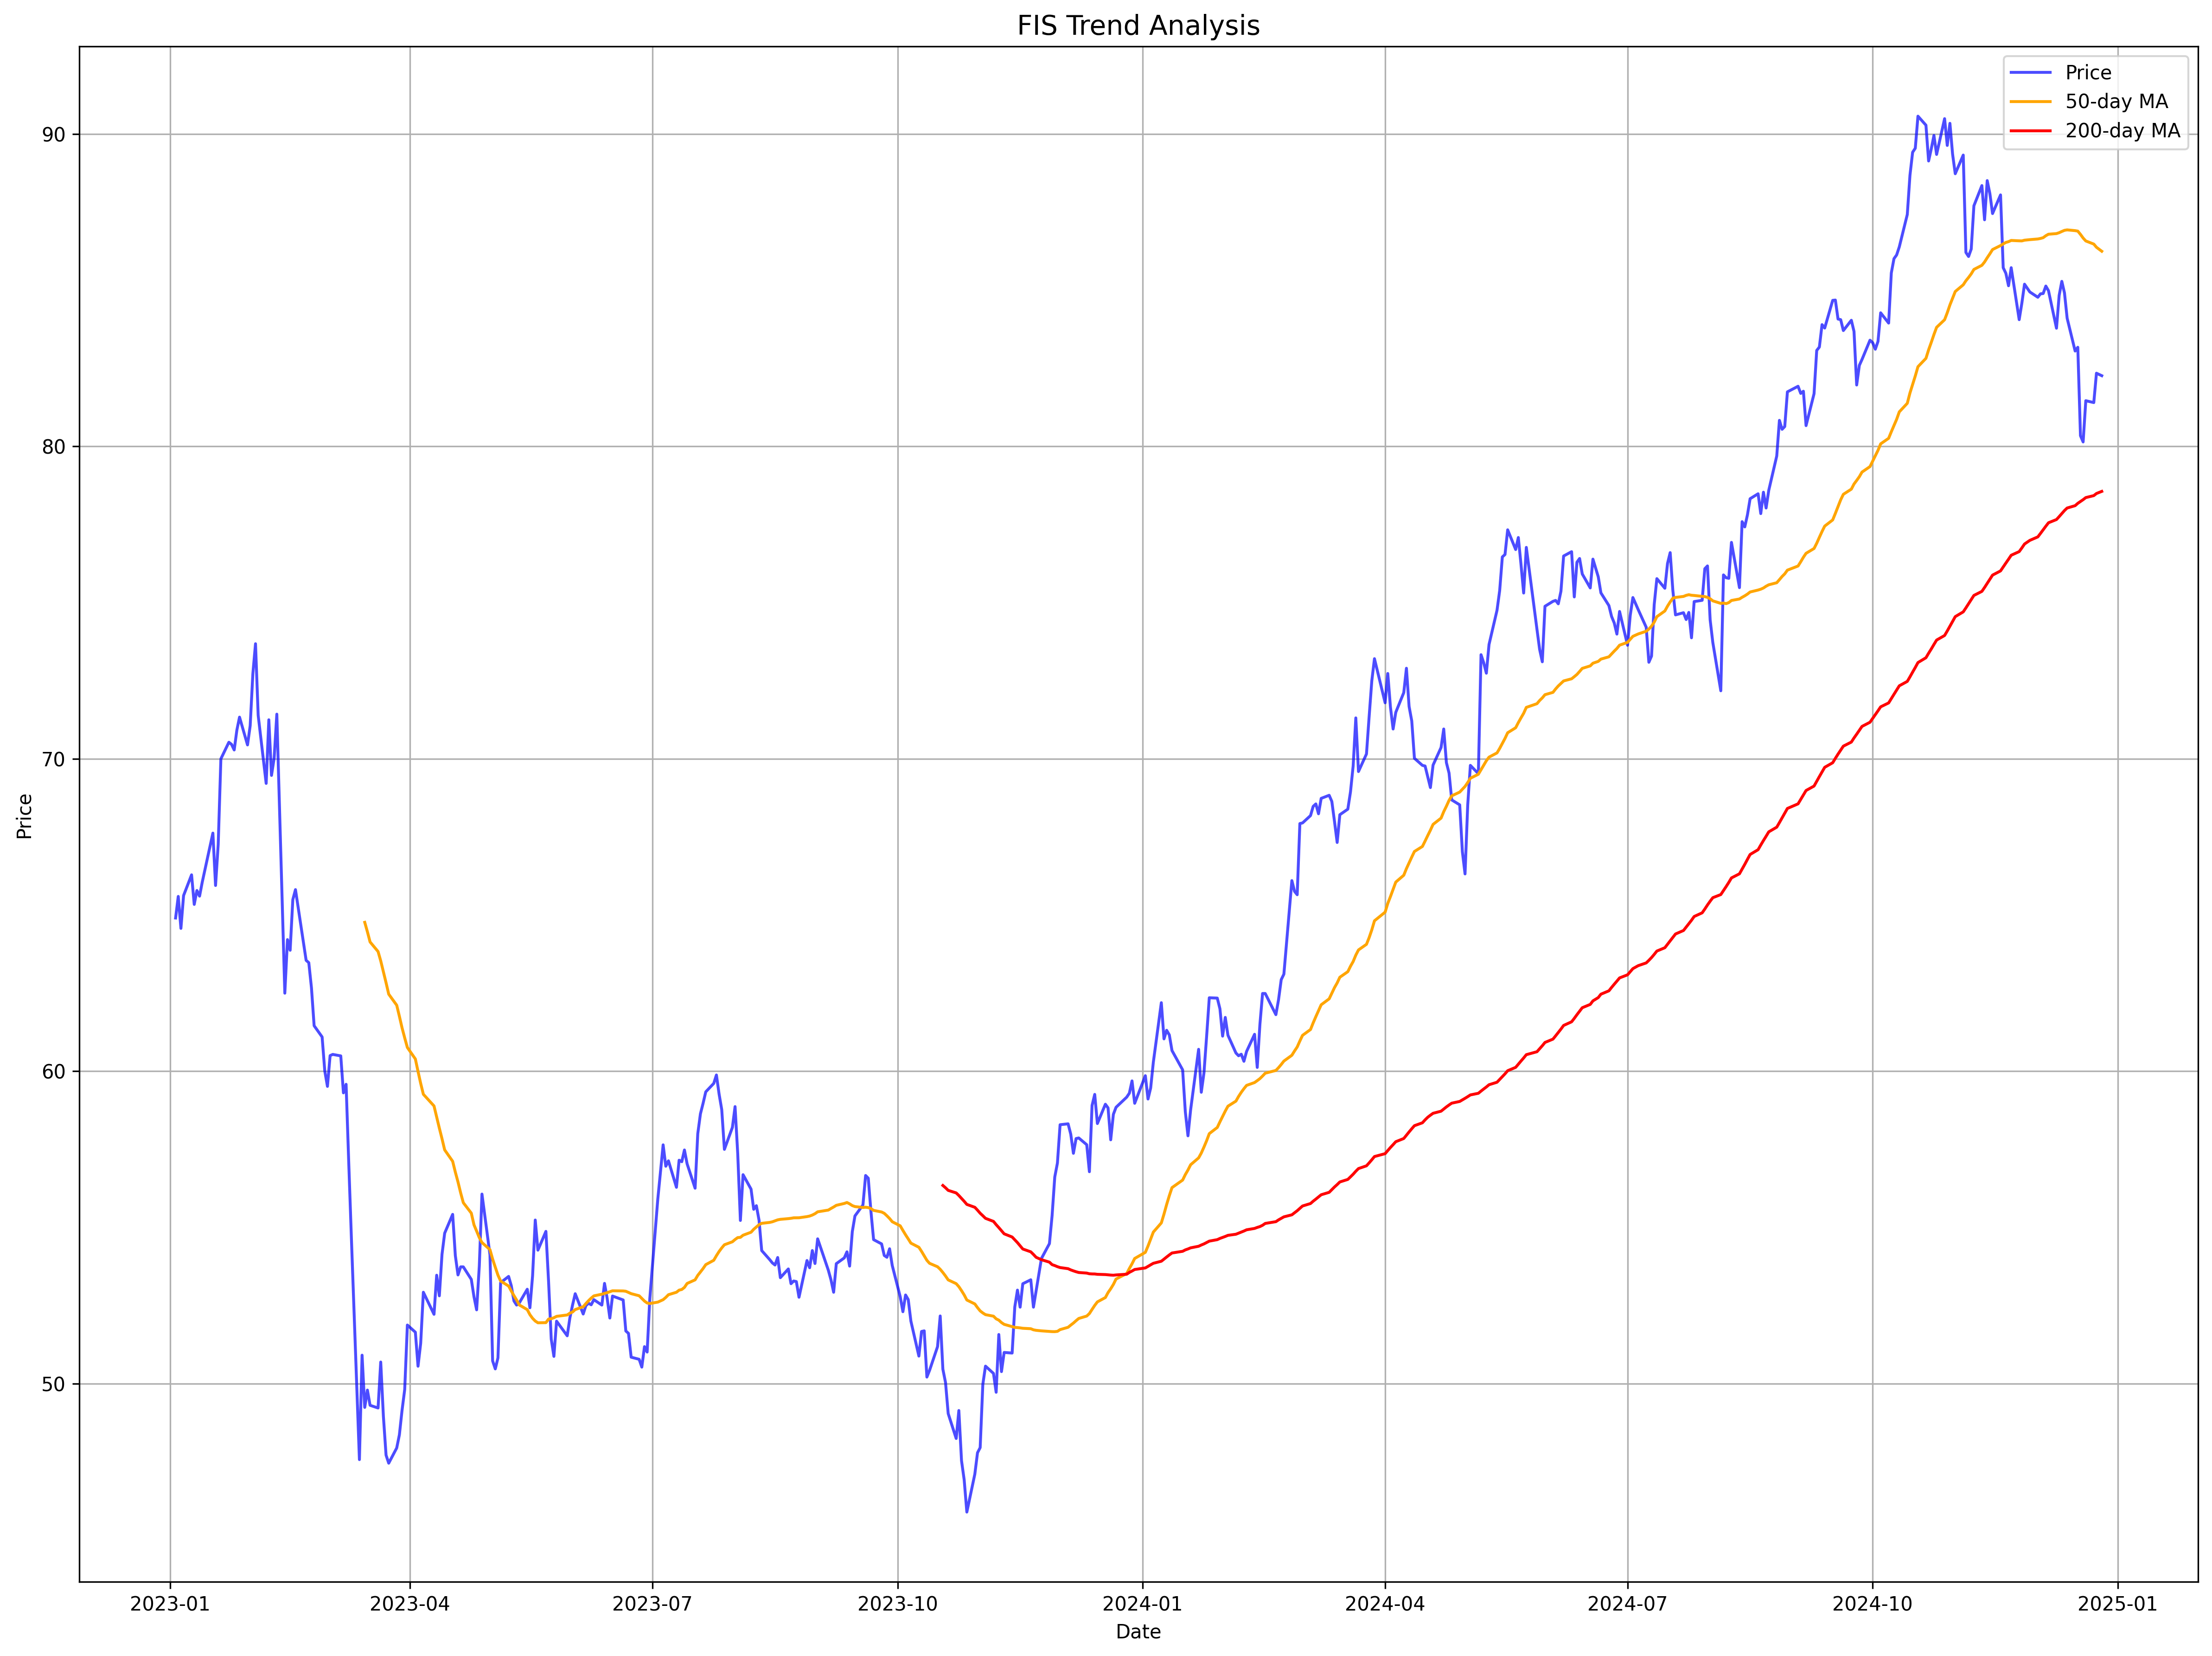 FIS Trend Analysis
Price
50-day MA
200-day MA
90
80
70
60
50
Price
2023-01
2023-04
2023-07
2023-10
2024-01
2024-04
2024-07
2024-10
2025-01
Date